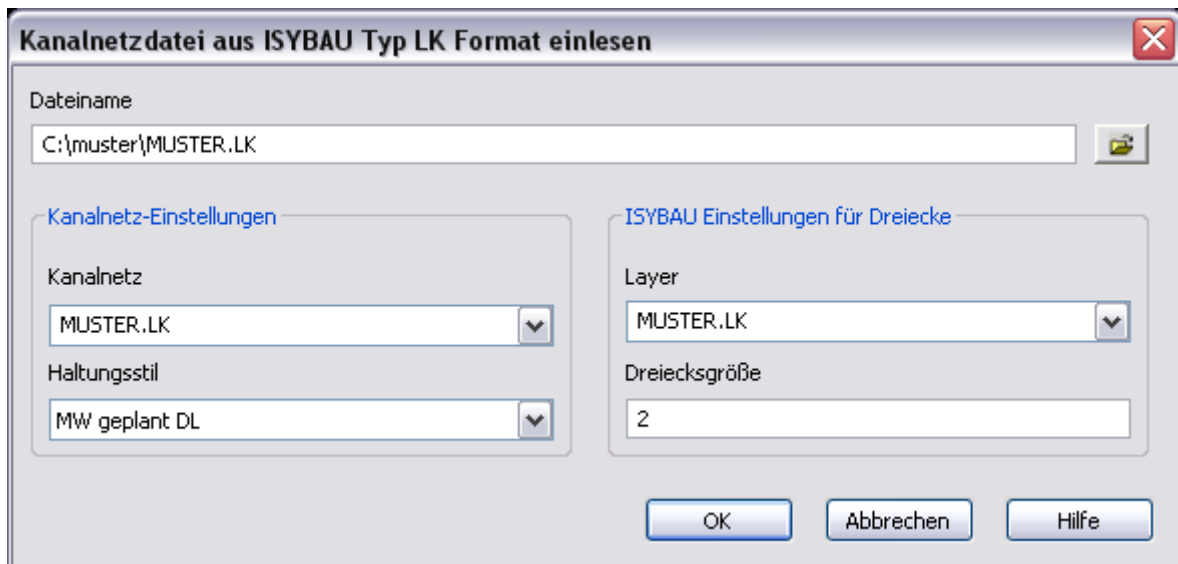 Kanalnetzdatei aus ISYBAU Typ LK Format einlesen
Dateiname
C:\muster\MUSTER.LK
Kanalnetz-Einstellungen
Kanalnetz
MUSTER.LK
Haltungsstil
MW geplant DL
ISYBAU Einstellungen für Dreiecke
Layer
MUSTER.LK
Dreiecksgröße
2
OK
Abbrechen
Hilfe